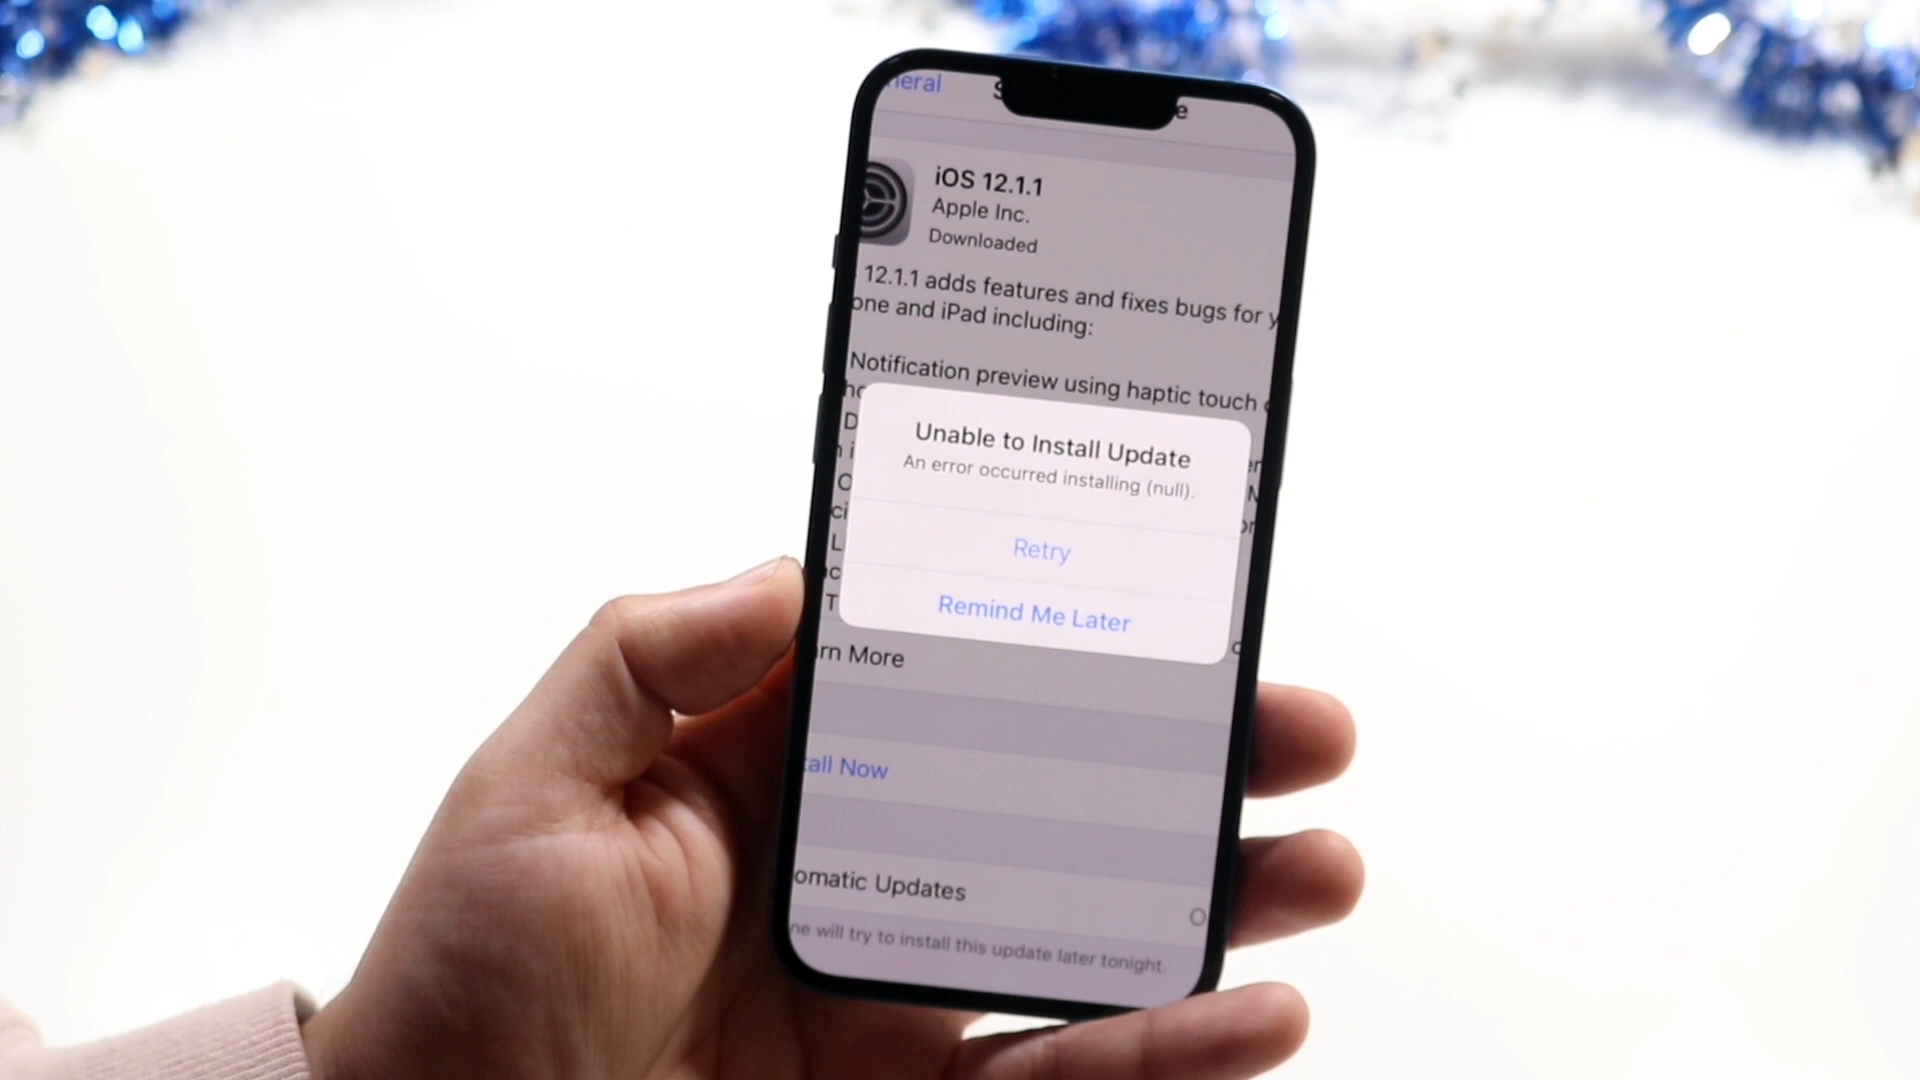 neral S e
iOS 12.1.1
Apple Inc.
Downloaded
12.1.1 adds features and fixes bugs for y
one and iPad including:
Notification preview using haptic touch
Unable to Install Update
An error occurred installing (null).
Retry
Remind Me Later
rn More
all Now
omatic Updates O
ne will try to install this update later tonight.